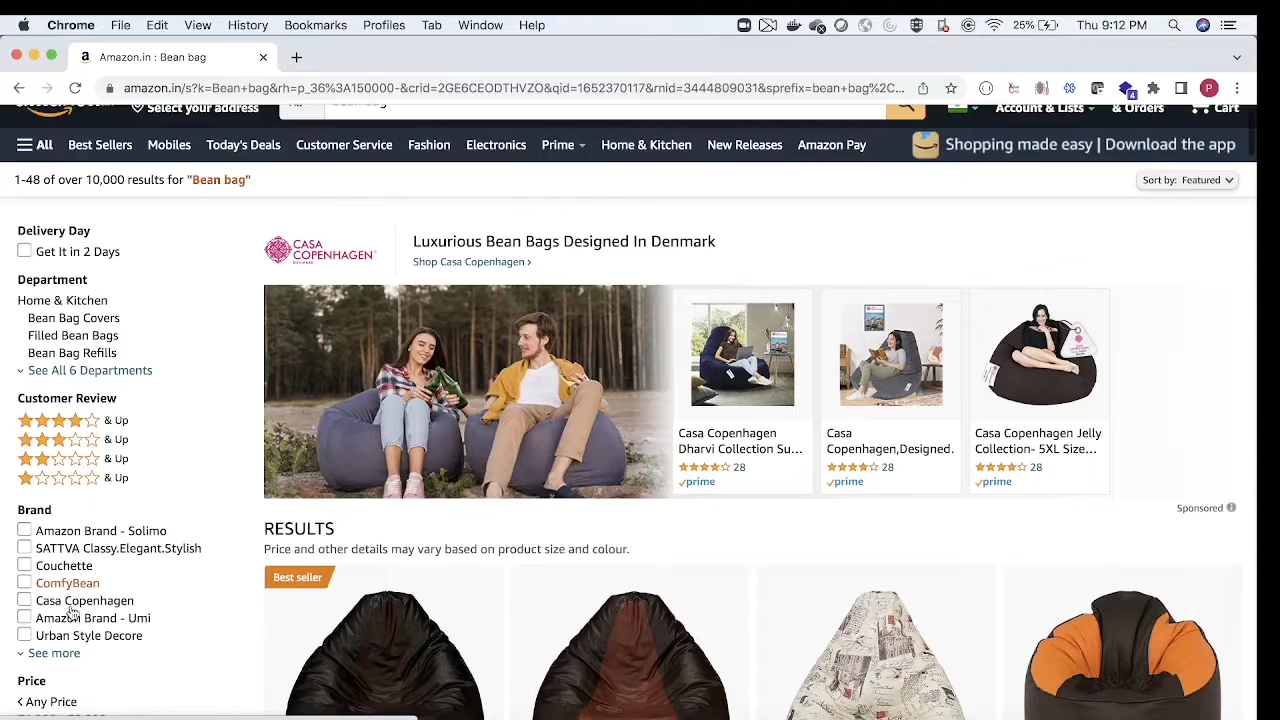 Chrome File Edit View History Bookmarks Profiles Tab Window Help 25% Thu 9:12 PM
Amazon.in : Bean bag
amazon.in/s?k=Bean+bag&rh=p_36%3A150000-&crid=2GE6CEODTHVZO&qid=1652370117&rnid=3444809031&sprefix=bean+bag%2C... P
Select your address Account & Lists & Orders Cart
All Best Sellers Mobiles Today's Deals Customer Service Fashion Electronics Prime Home & Kitchen New Releases Amazon Pay Shopping made easy | Download the app
1-48 of over 10,000 results for "Bean bag" Sort by: Featured
Delivery Day
Get It in 2 Days
Department
Home & Kitchen
Bean Bag Covers
Filled Bean Bags
Bean Bag Refills
See All 6 Departments
Customer Review
& Up
& Up
& Up
& Up
Brand
Amazon Brand - Solimo
SATTVA Classy.Elegant.Stylish
Couchette
ComfyBean
Casa Copenhagen
Amazon Brand - Umi
Urban Style Decore
See more
Price
Any Price
CASA
COPENHAGEN
Luxurious Bean Bags Designed In Denmark
Shop Casa Copenhagen ›
Casa Copenhagen
Dharvi Collection Su...
28
prime
Casa
Copenhagen,Designed.
28
prime
Casa Copenhagen Jelly
Collection- 5XL Size...
28
prime
Sponsored
RESULTS
Price and other details may vary based on product size and colour.
Best seller